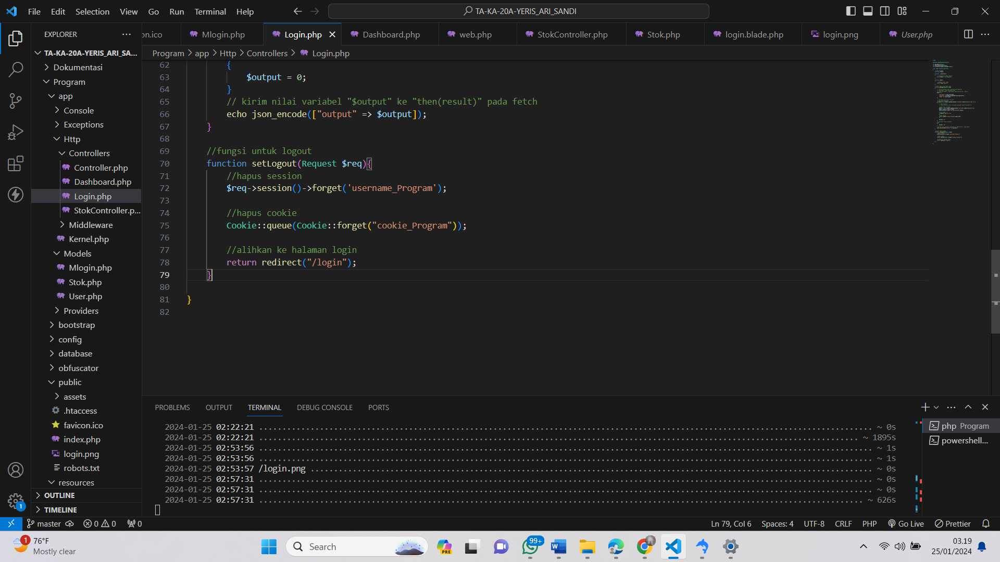 File Edit Selection View Go Run Terminal Help
TA-KA-20A-YERIS_ARI_SANDI
EXPLORER
on.ico Mlogin.php Login.php Dashboard.php web.php StokController.php Stok.php login.blade.php login.png User.php
Program > app > Http > Controllers > Login.php
TA-KA-20A-YERIS_ARI_SA...
Dokumentasi
Program
app
Console
Exceptions
Http
Controllers
Controller.php
Dashboard.php
Login.php
StokController.p...
Middleware
Kernel.php
Models
Mlogin.php
Stok.php
User.php
Providers
bootstrap
config
database
obfuscator
public
assets
.htaccess
favicon.ico
index.php
login.png
robots.txt
resources
OUTLINE
TIMELINE
62 {
63 $output = 0;
64 }
65 // kirim nilai variabel "$output" ke "then(result)" pada fetch
66 echo json_encode(["output" => $output]);
67 }
68
69 //fungsi untuk logout
70 function setLogout(Request $req){
71 //hapus session
72 $req->session()->forget('username_Program');
73
74 //hapus cookie
75 Cookie::queue(Cookie::forget("cookie_Program"));
76
77 //alihkan ke halaman login
78 return redirect("/login");
79 }
80
81 }
82
PROBLEMS OUTPUT TERMINAL DEBUG CONSOLE PORTS
2024-01-25 02:22:21 ........ ~ 0s
2024-01-25 02:22:21 ........ ~ 1895s
2024-01-25 02:53:56 ........ ~ 1s
2024-01-25 02:53:56 ........ ~ 1s
2024-01-25 02:53:57 /login.png ........ ~ 0s
2024-01-25 02:57:31 ........ ~ 0s
2024-01-25 02:57:31 ........ ~ 0s
2024-01-25 02:57:31 ........ ~ 626s
php Program
powershell...
1
master 0 0 0 Ln 79, Col 6 Spaces: 4 UTF-8 CRLF PHP Go Live Prettier
1
76°F
Mostly clear
Search
PRE
99+
03.19
25/01/2024